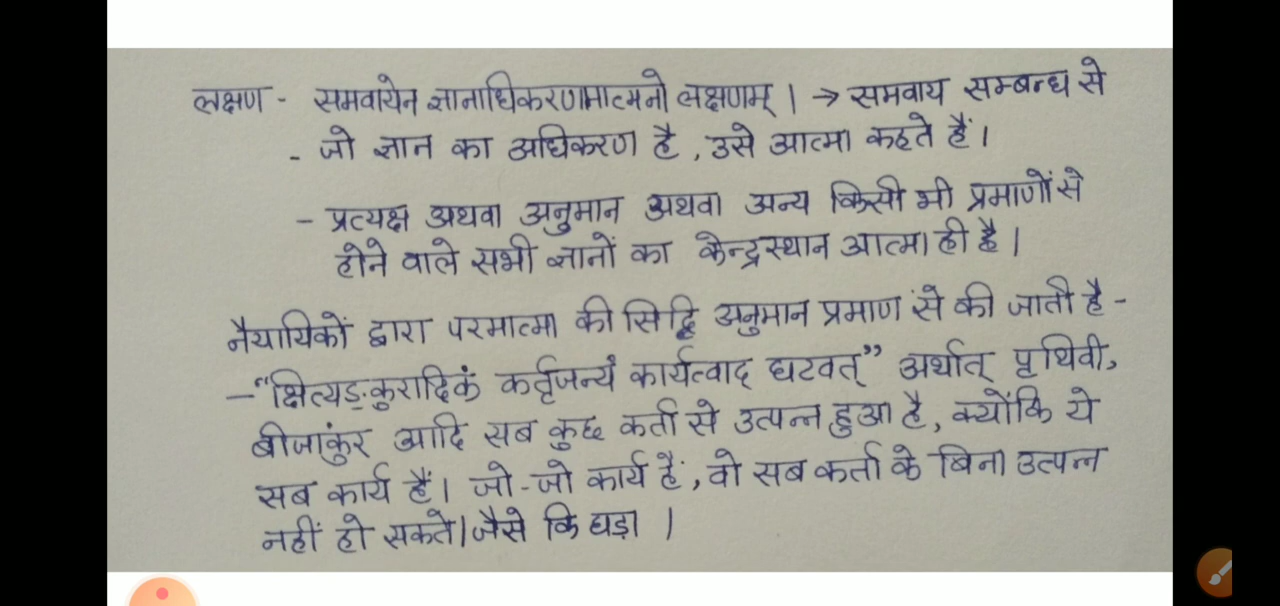 लक्षण - समवायेन ज्ञानाधिकरणमात्मनो लक्षणम् । → समवाय सम्बन्ध से
- जो ज्ञान का अधिकरण है , उसे आत्मा कहते हैं ।
- प्रत्यक्ष अथवा अनुमान अथवा अन्य किसी भी प्रमाणों से
होने वाले सभी ज्ञानों का केन्द्रस्थान आत्मा ही है ।
नैयायिकों द्वारा परमात्मा की सिद्धि अनुमान प्रमाण से की जाती है -
- “क्षित्यङ्कुरादिकं कर्तृजन्यं कार्यत्वाद् घटवत्” अर्थात् पृथिवी,
बीजांकुर आदि सब कुछ कर्ता से उत्पन्न हुआ है, क्योंकि ये
सब कार्य हैं । जो-जो कार्य हैं , वो सब कर्ता के बिना उत्पन्न
नहीं हो सकते। जैसे कि घड़ा ।